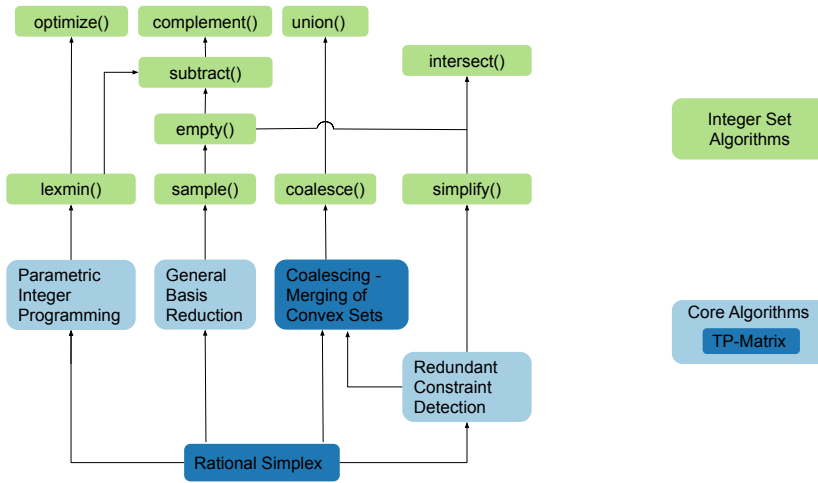 optimize()
complement()
union()
subtract()
intersect()
empty()
Integer Set
Algorithms
lexmin()
sample()
coalesce()
simplify()
Parametric
Integer
Programming
General
Basis
Reduction
Coalescing -
Merging of
Convex Sets
Core Algorithms
TP-Matrix
Redundant
Constraint
Detection
Rational Simplex